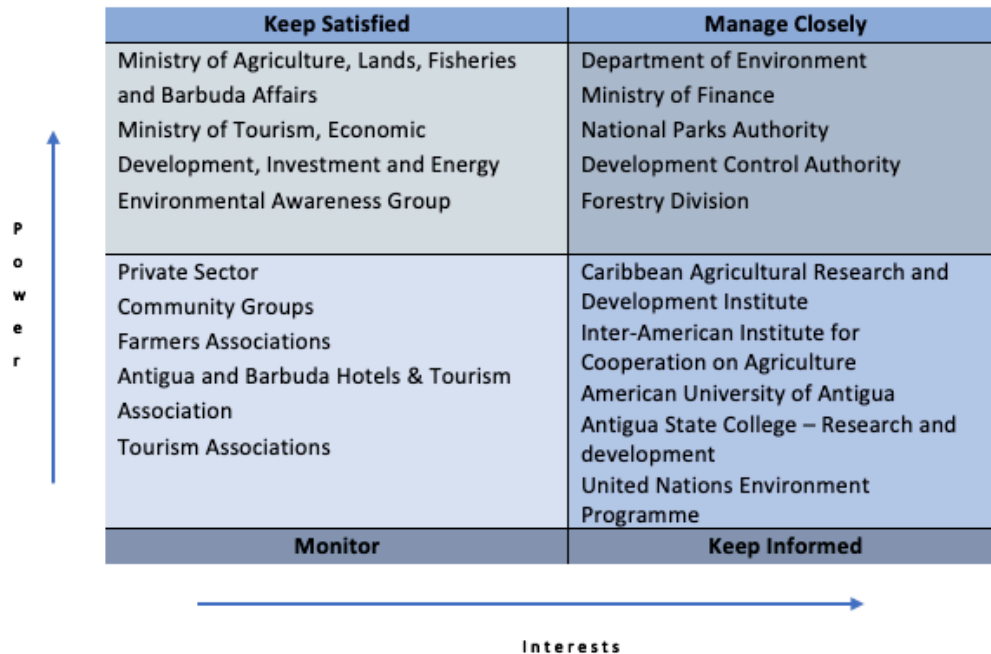 Keep Satisfied
Manage Closely
Ministry of Agriculture, Lands, Fisheries
and Barbuda Affairs
Ministry of Tourism, Economic
Development, Investment and Energy
Environmental Awareness Group
Department of Environment
Ministry of Finance
National Parks Authority
Development Control Authority
Forestry Division
Power
Private Sector
Community Groups
Farmers Associations
Antigua and Barbuda Hotels & Tourism
Association
Tourism Associations
Caribbean Agricultural Research and
Development Institute
Inter-American Institute for
Cooperation on Agriculture
American University of Antigua
Antigua State College – Research and
development
United Nations Environment
Programme
Monitor
Keep Informed
Interests